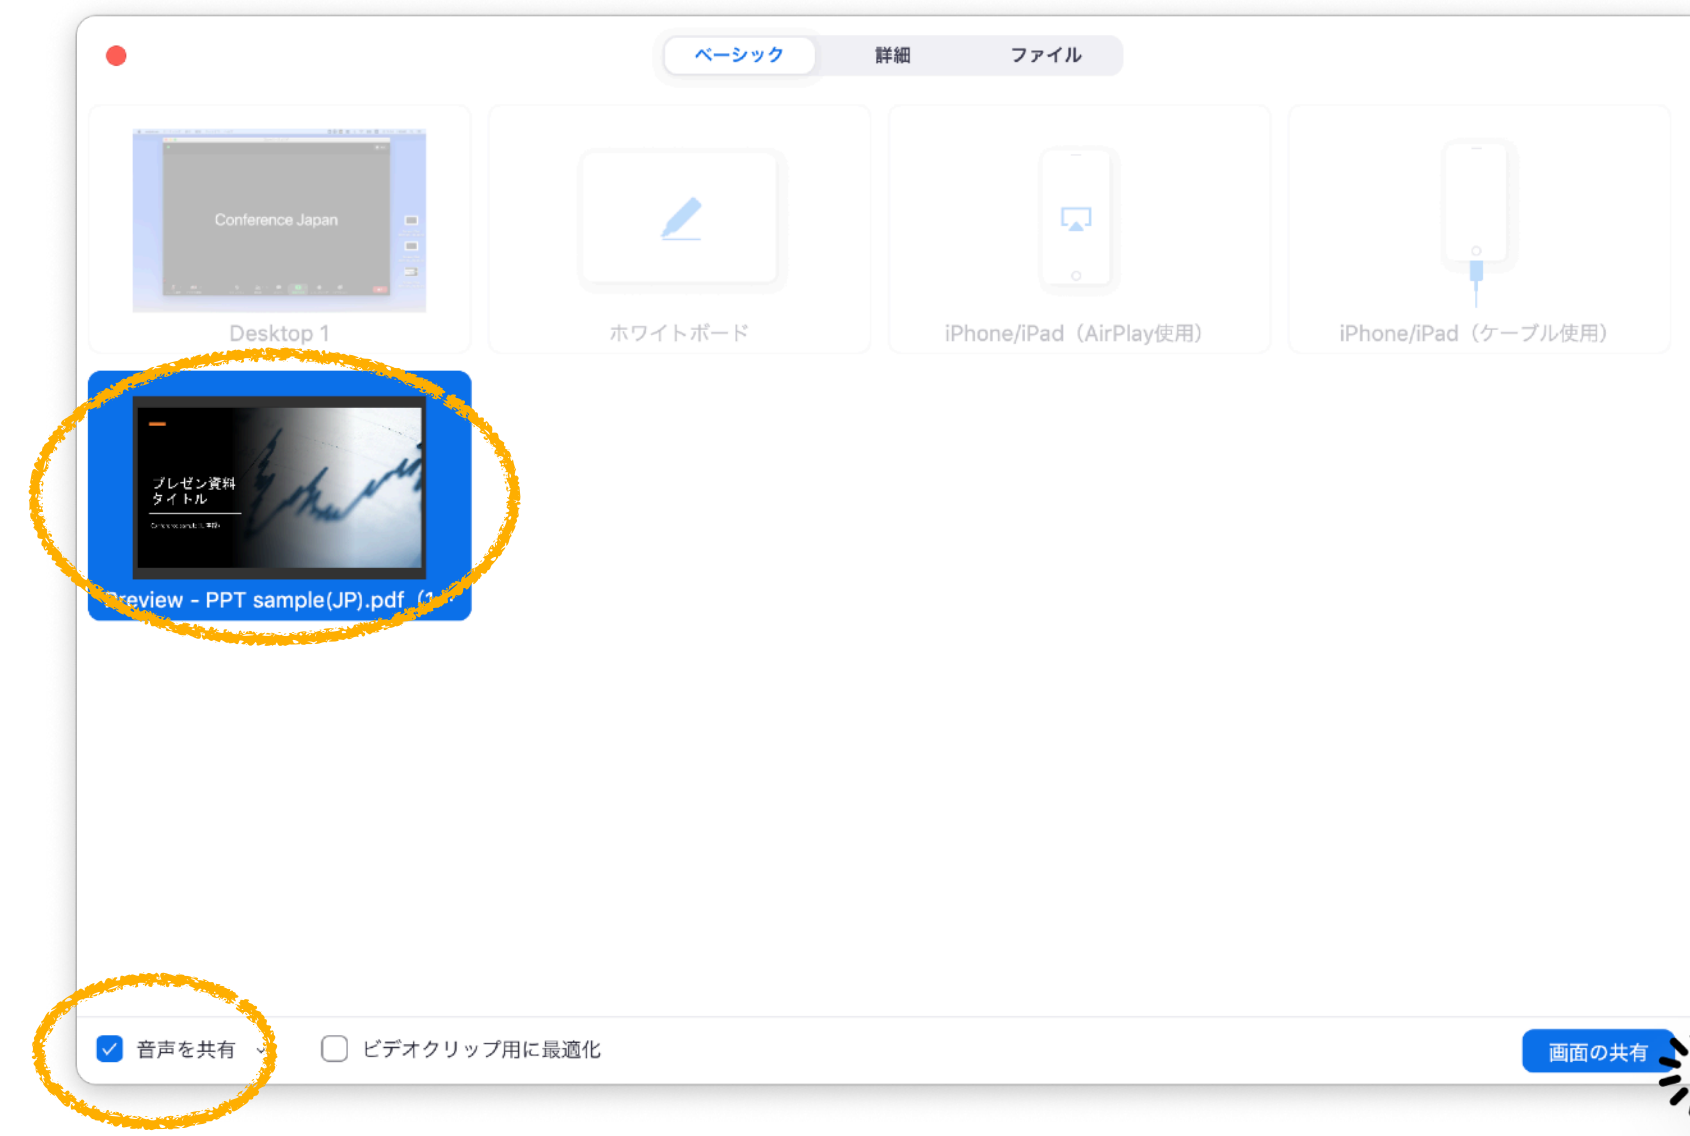 ベーシック 詳細 ファイル
Conference Japan
Desktop 1
ホワイトボード
iPhone/iPad（AirPlay使用）
iPhone/iPad（ケーブル使用）
プレゼン資料
タイトル
Preview - PPT sample(JP).pdf（1
音声を共有
ビデオクリップ用に最適化
画面の共有